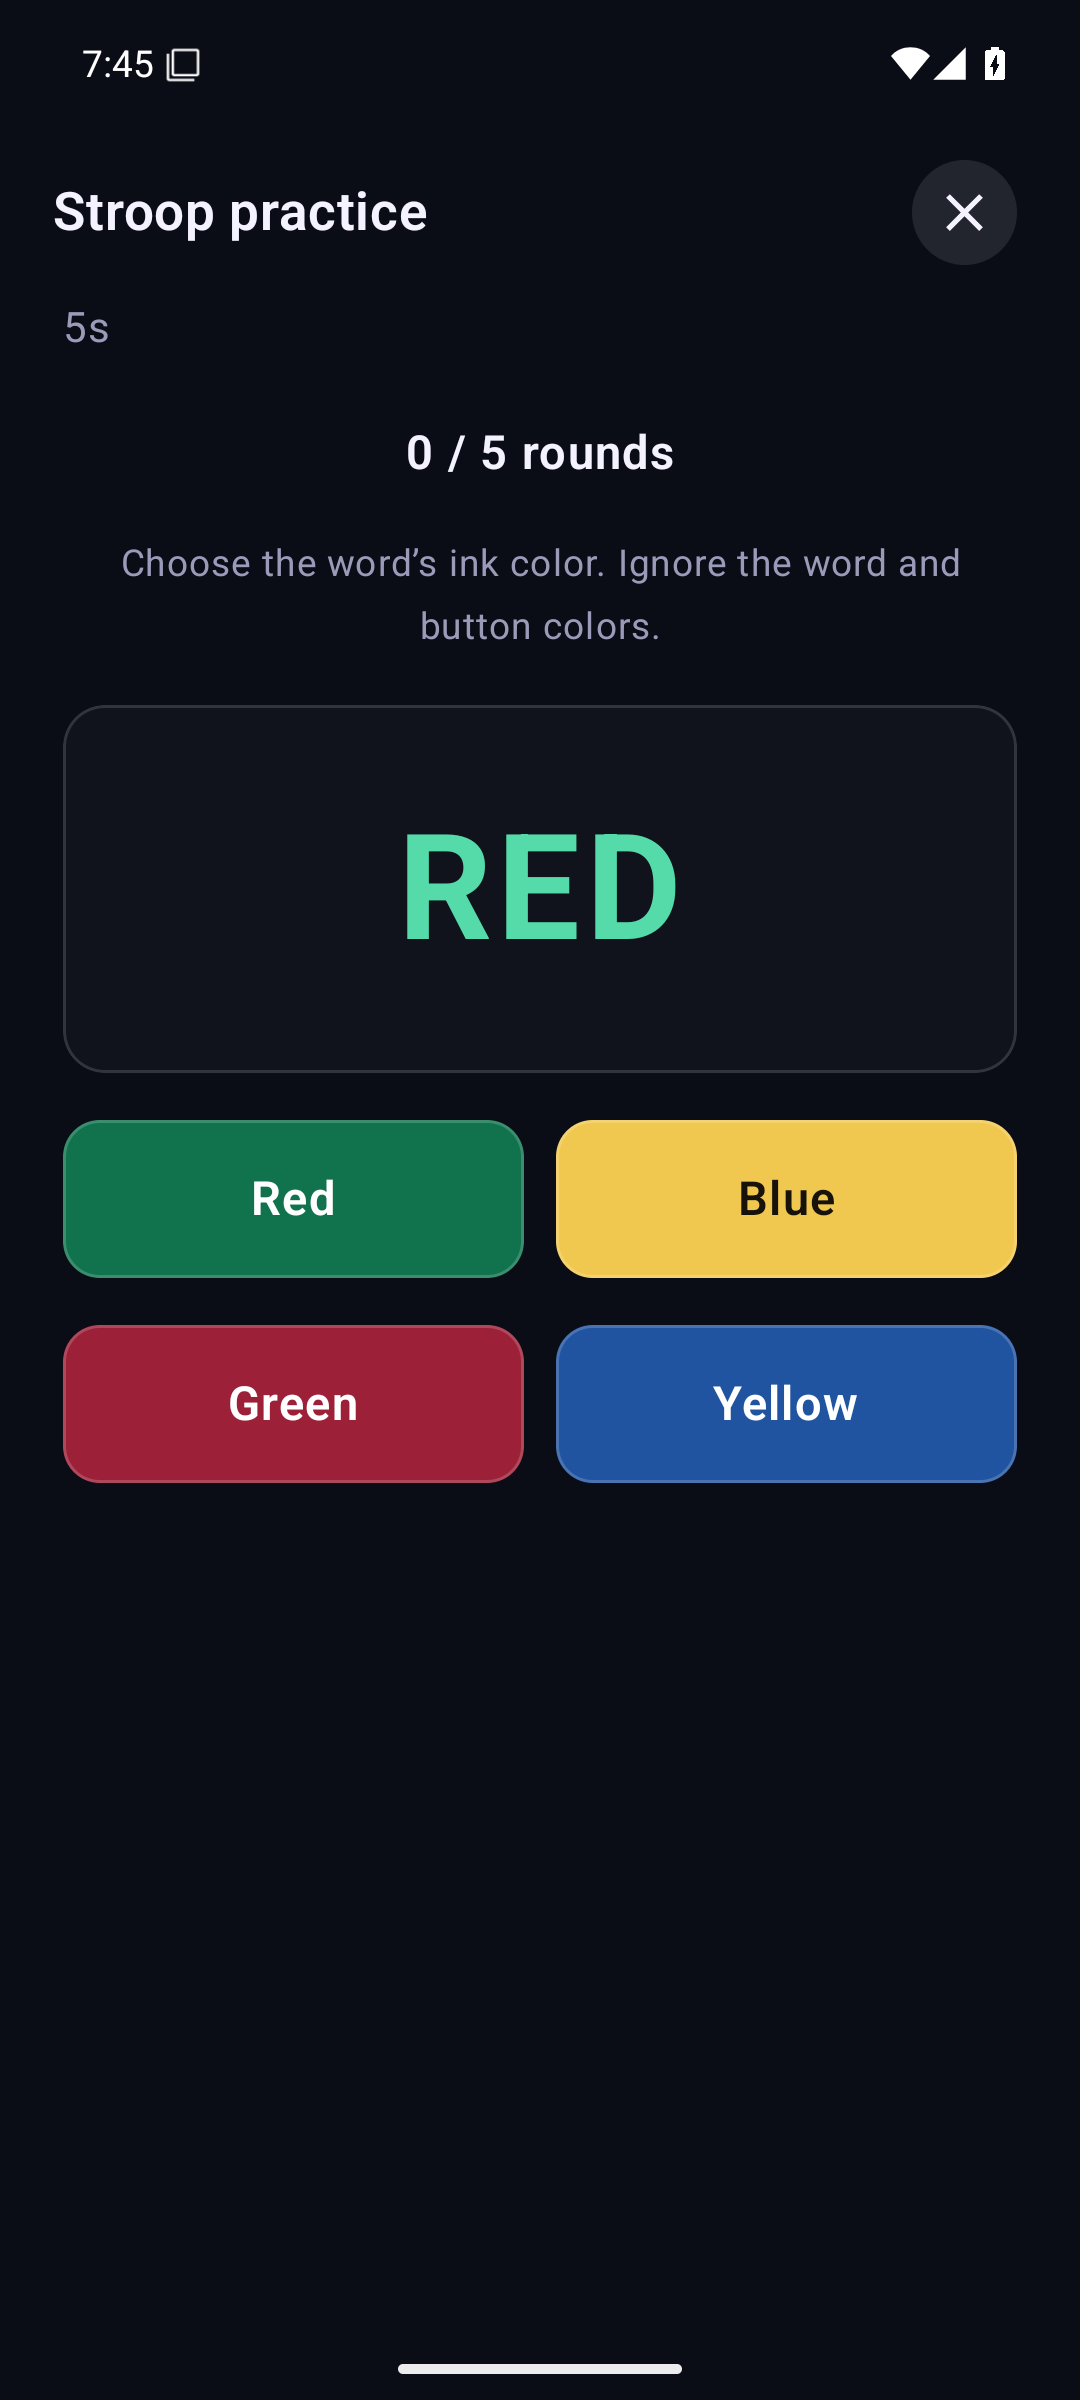 7:45
Stroop practice
5s
0 / 5 rounds
Choose the word’s ink color. Ignore the word and
button colors.
RED
Red
Blue
Green
Yellow